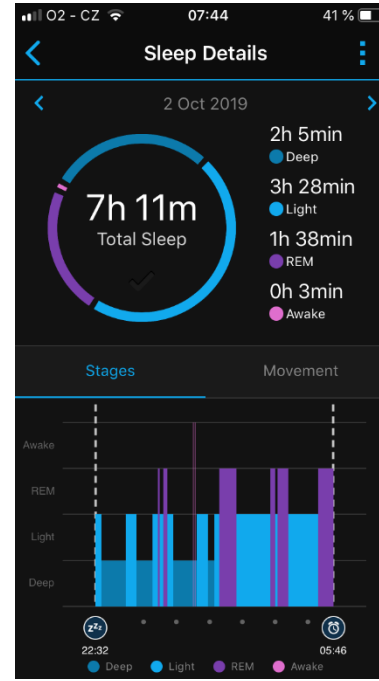 O2 - CZ 07:44 41 %
Sleep Details
2 Oct 2019
7h 11m
Total Sleep
2h 5min
Deep
3h 28min
Light
1h 38min
REM
0h 3min
Awake
Stages Movement
Awake
REM
Light
Deep
zzz
22:32 05:46
Deep Light REM Awake